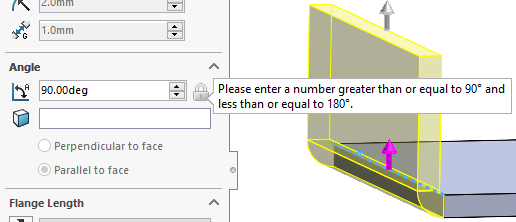 2.0mm
1.0mm
Angle
90.00deg
Please enter a number greater than or equal to 90° and
less than or equal to 180°.
Perpendicular to face
Parallel to face
Flange Length